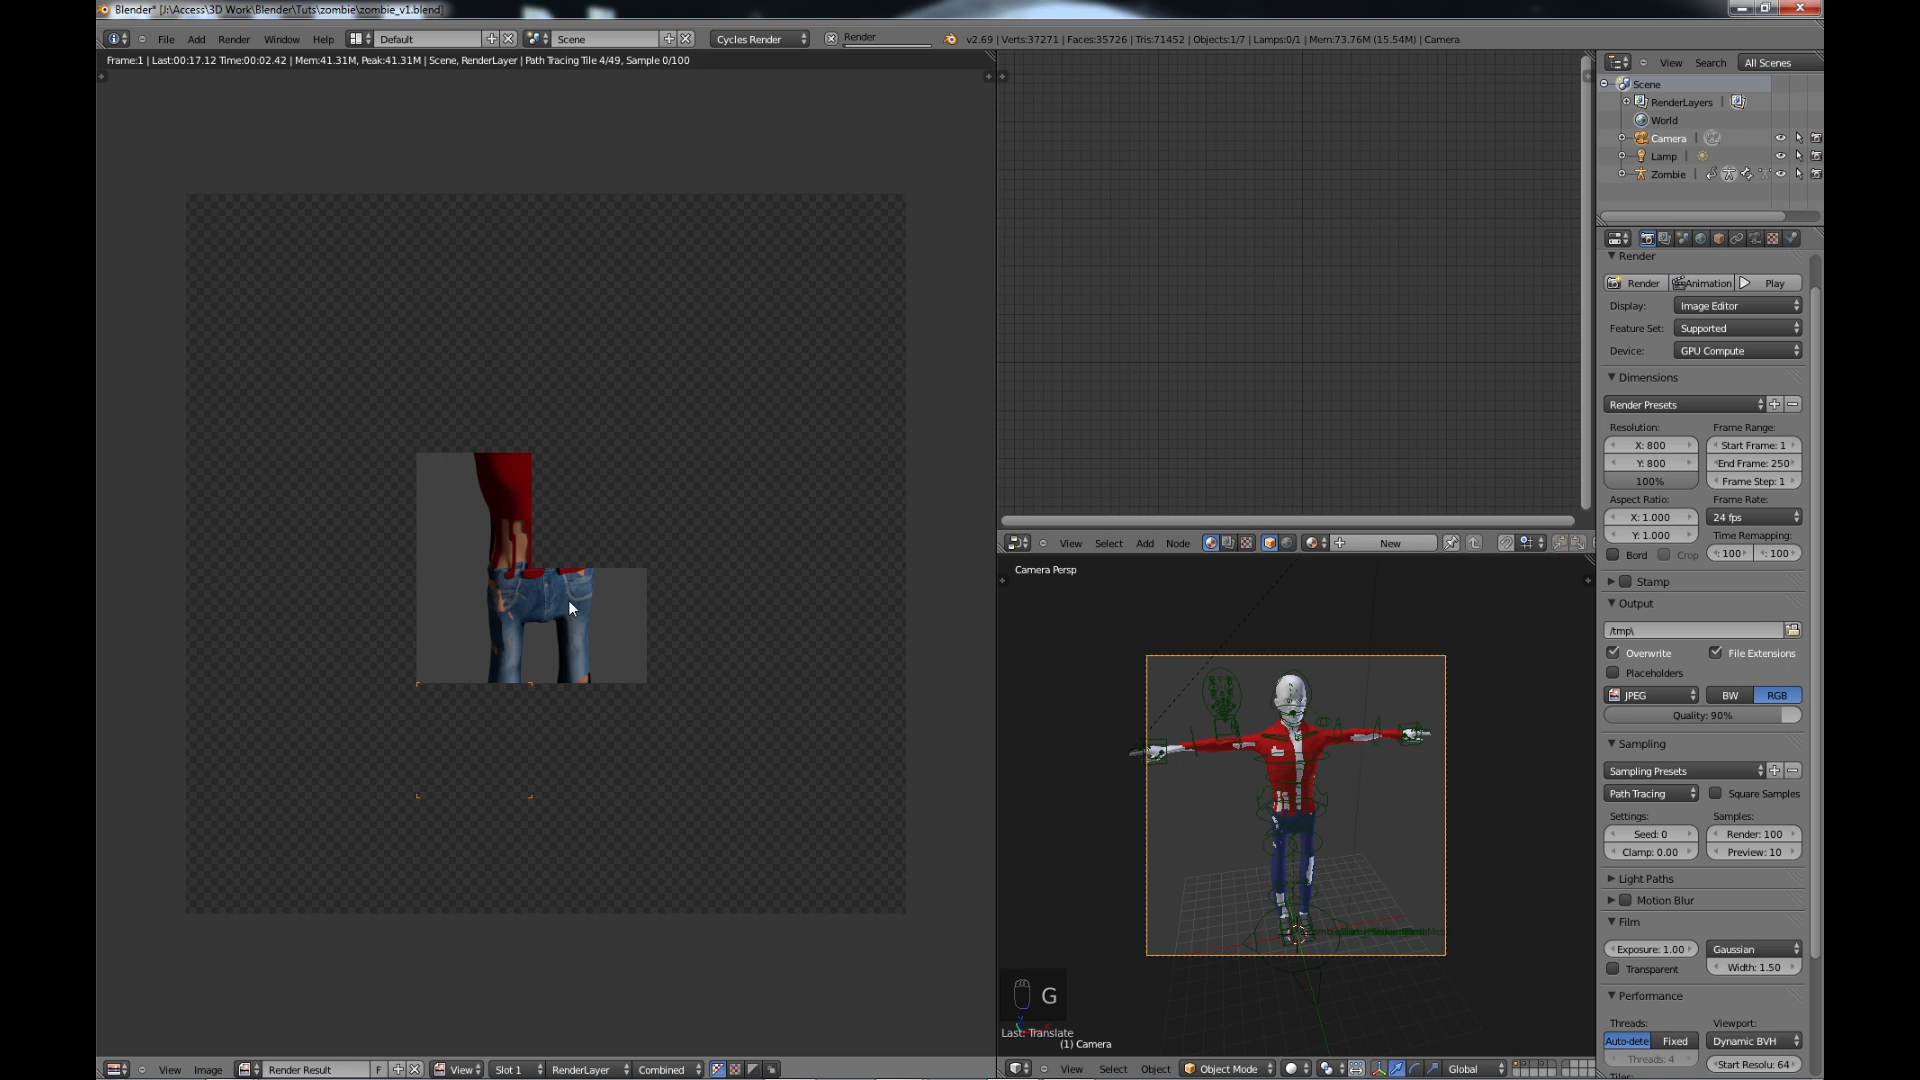 Blender* [J:\Access\3D Work\Blender\Tuts\zombie\zombie_v1.blend]
File Add Render Window Help Default Scene Cycles Render Render v2.69 | Verts:37271 | Faces:35726 | Tris:71452 | Objects:1/7 | Lamps:0/1 | Mem:73.76M (15.54M) | Camera
Frame:1 | Last:00:17.12 Time:00:02.42 | Mem:41.31M, Peak:41.31M | Scene, RenderLayer | Path Tracing Tile 4/49, Sample 0/100
View Search All Scenes
Scene
RenderLayers
World
Camera
Lamp
Zombie
Render
Render Animation Play
Display: Image Editor
Feature Set: Supported
Device: GPU Compute
Dimensions
Render Presets
Resolution: Frame Range:
X: 800 Start Frame: 1
Y: 800 End Frame: 250
100% Frame Step: 1
Aspect Ratio: Frame Rate:
X: 1.000 24 fps
Y: 1.000 Time Remapping:
Bord Crop : 100 : 100
View Select Add Node New
Camera Persp
Stamp
Output
/tmp\
Overwrite File Extensions
Placeholders
JPEG BW RGB
Quality: 90%
Sampling
Sampling Presets
Path Tracing Square Samples
Settings: Samples:
Seed: 0 Render: 100
Clamp: 0.00 Preview: 10
Light Paths
Motion Blur
Film
Exposure: 1.00 Gaussian
Transparent Width: 1.50
Performance
Threads: Viewport:
Auto-dete Fixed Dynamic BVH
Threads: 4 Start Resolu: 64
G
Last: Translate
(1) Camera
View Image Render Result F View Slot 1 RenderLayer Combined
View Select Object Object Mode Global